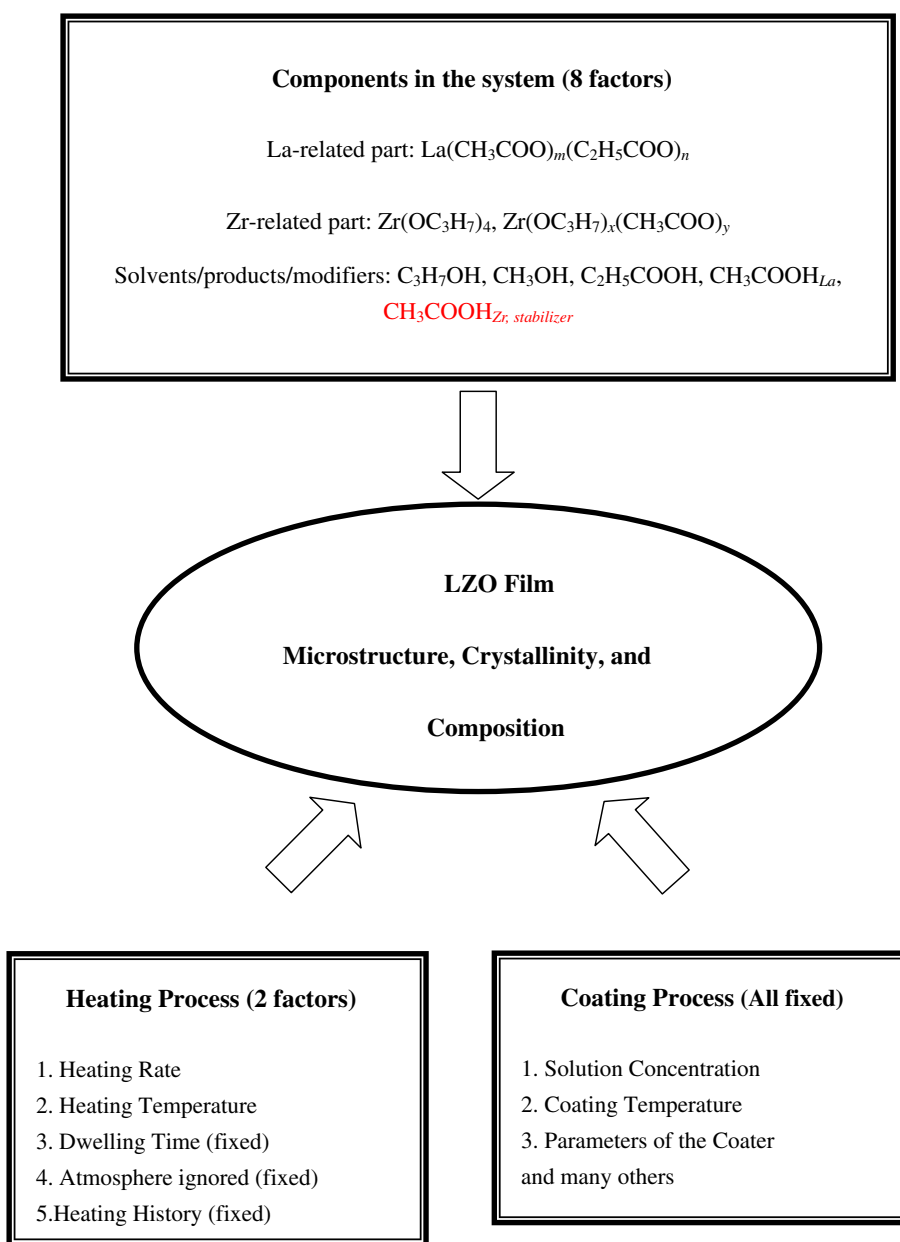 Components in the system (8 factors)
La-related part: La(CH₃COO)ₘ(C₂H₅COO)ₙ
Zr-related part: Zr(OC₃H₇)₄, Zr(OC₃H₇)ₓ(CH₃COO)y
Solvents/products/modifiers: C₃H₇OH, CH₃OH, C₂H₅COOH, CH₃COOHLa,
CH₃COOHZr, stabilizer
LZO Film
Microstructure, Crystallinity, and
Composition
Heating Process (2 factors)
1. Heating Rate
2. Heating Temperature
3. Dwelling Time (fixed)
4. Atmosphere ignored (fixed)
5.Heating History (fixed)
Coating Process (All fixed)
1. Solution Concentration
2. Coating Temperature
3. Parameters of the Coater
and many others